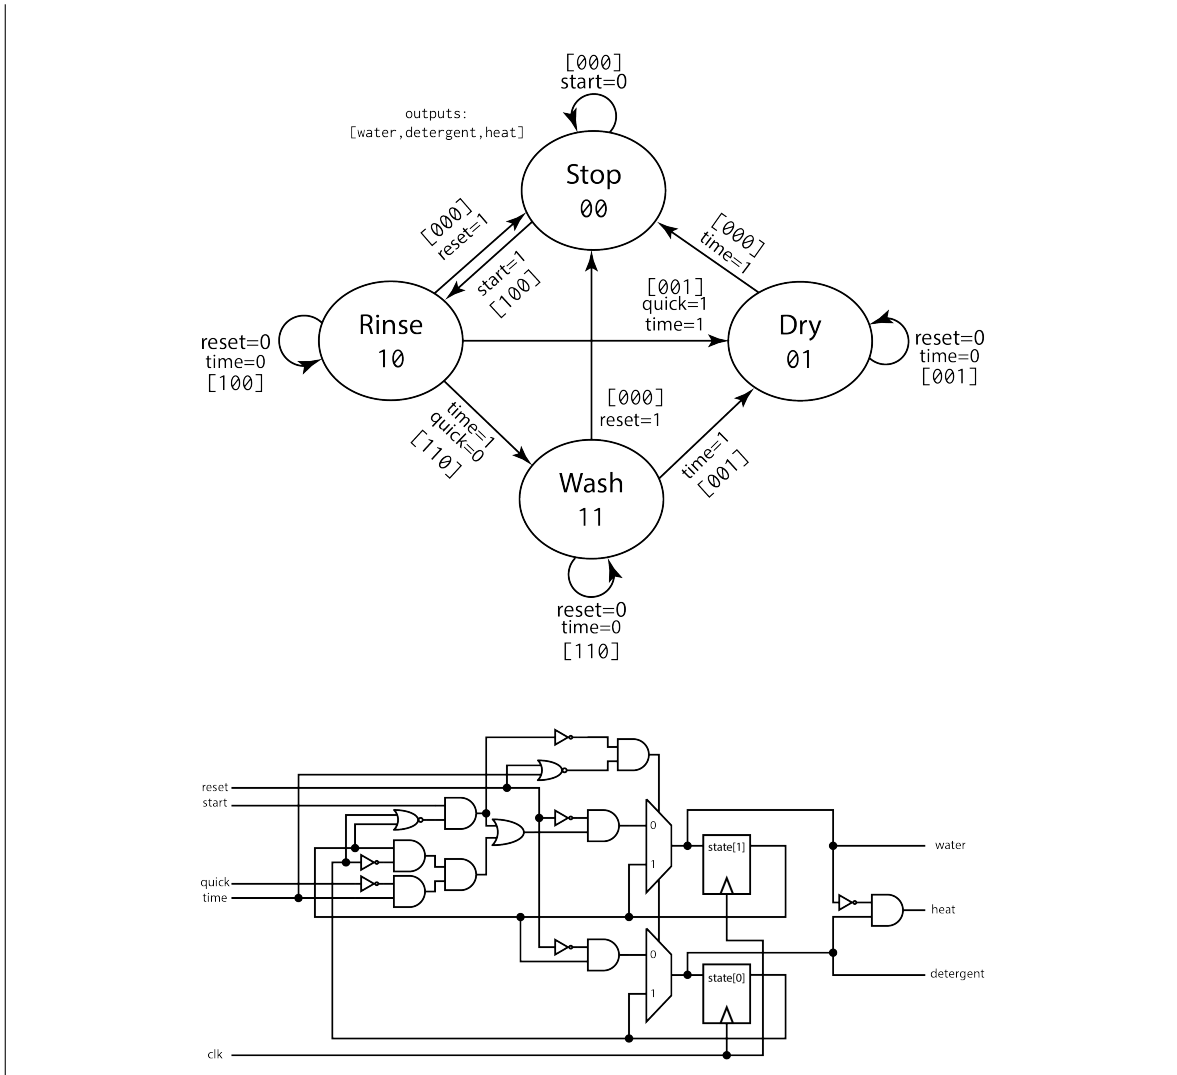 [000]
start=0
outputs:
[water,detergent,heat]
Stop
00
[000]
reset=1
start=1
[100]
[000]
time=1
[001]
quick=1
time=1
Rinse
10
reset=0
time=0
[100]
Dry
01
reset=0
time=0
[001]
[000]
reset=1
time=1
quick=0
[110]
time=1
[001]
Wash
11
reset=0
time=0
[110]
reset
start
quick
time
clk
0
1
state[1]
0
1
state[0]
water
heat
detergent